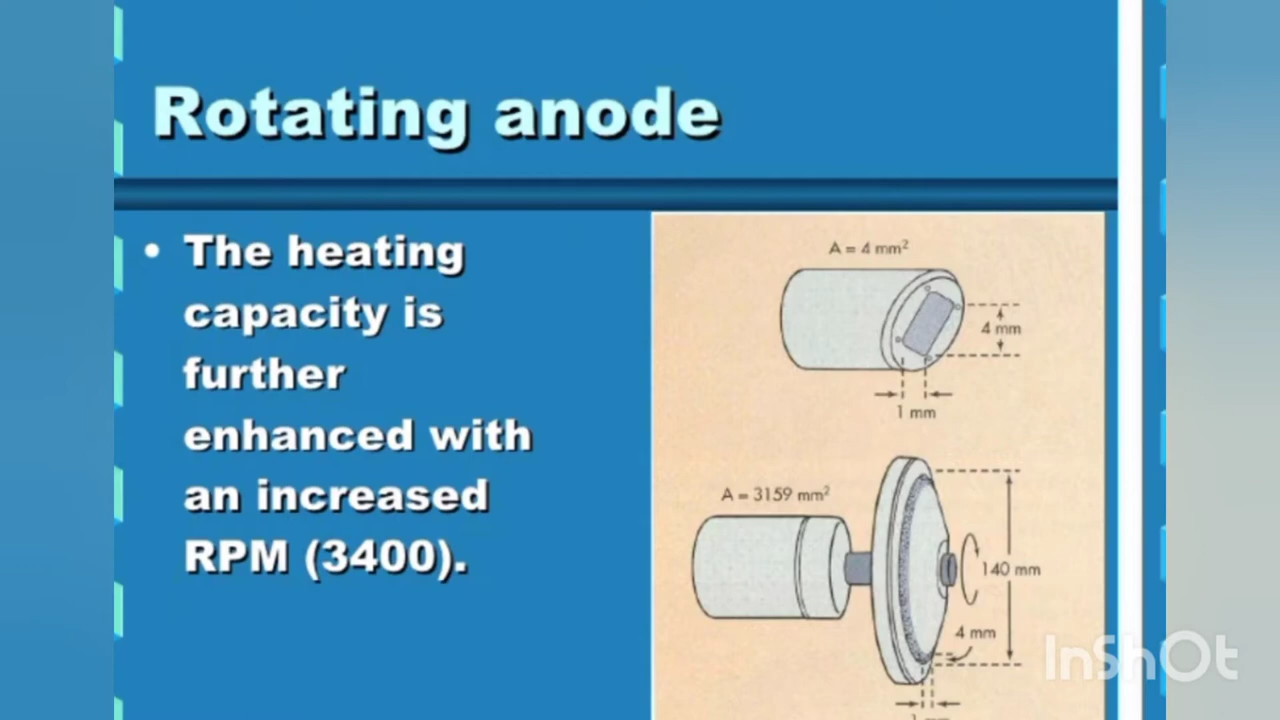 Rotating anode
• The heating
capacity is
further
enhanced with
an increased
RPM (3400).
A = 4 mm²
4 mm
1 mm
A = 3159 mm²
140 mm
4 mm
InShOt